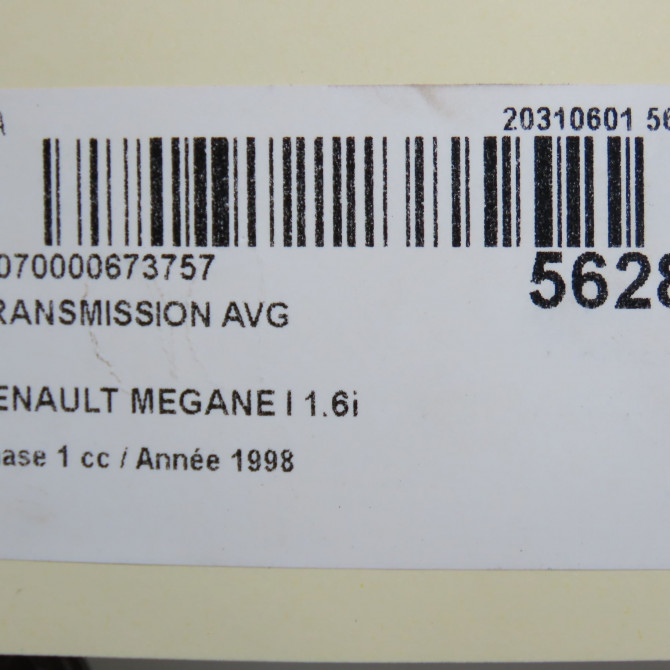 20310601 56
070000673757
5628
RANSMISSION AVG
ENAULT MEGANE I 1.6i
ase 1 cc / Année 1998